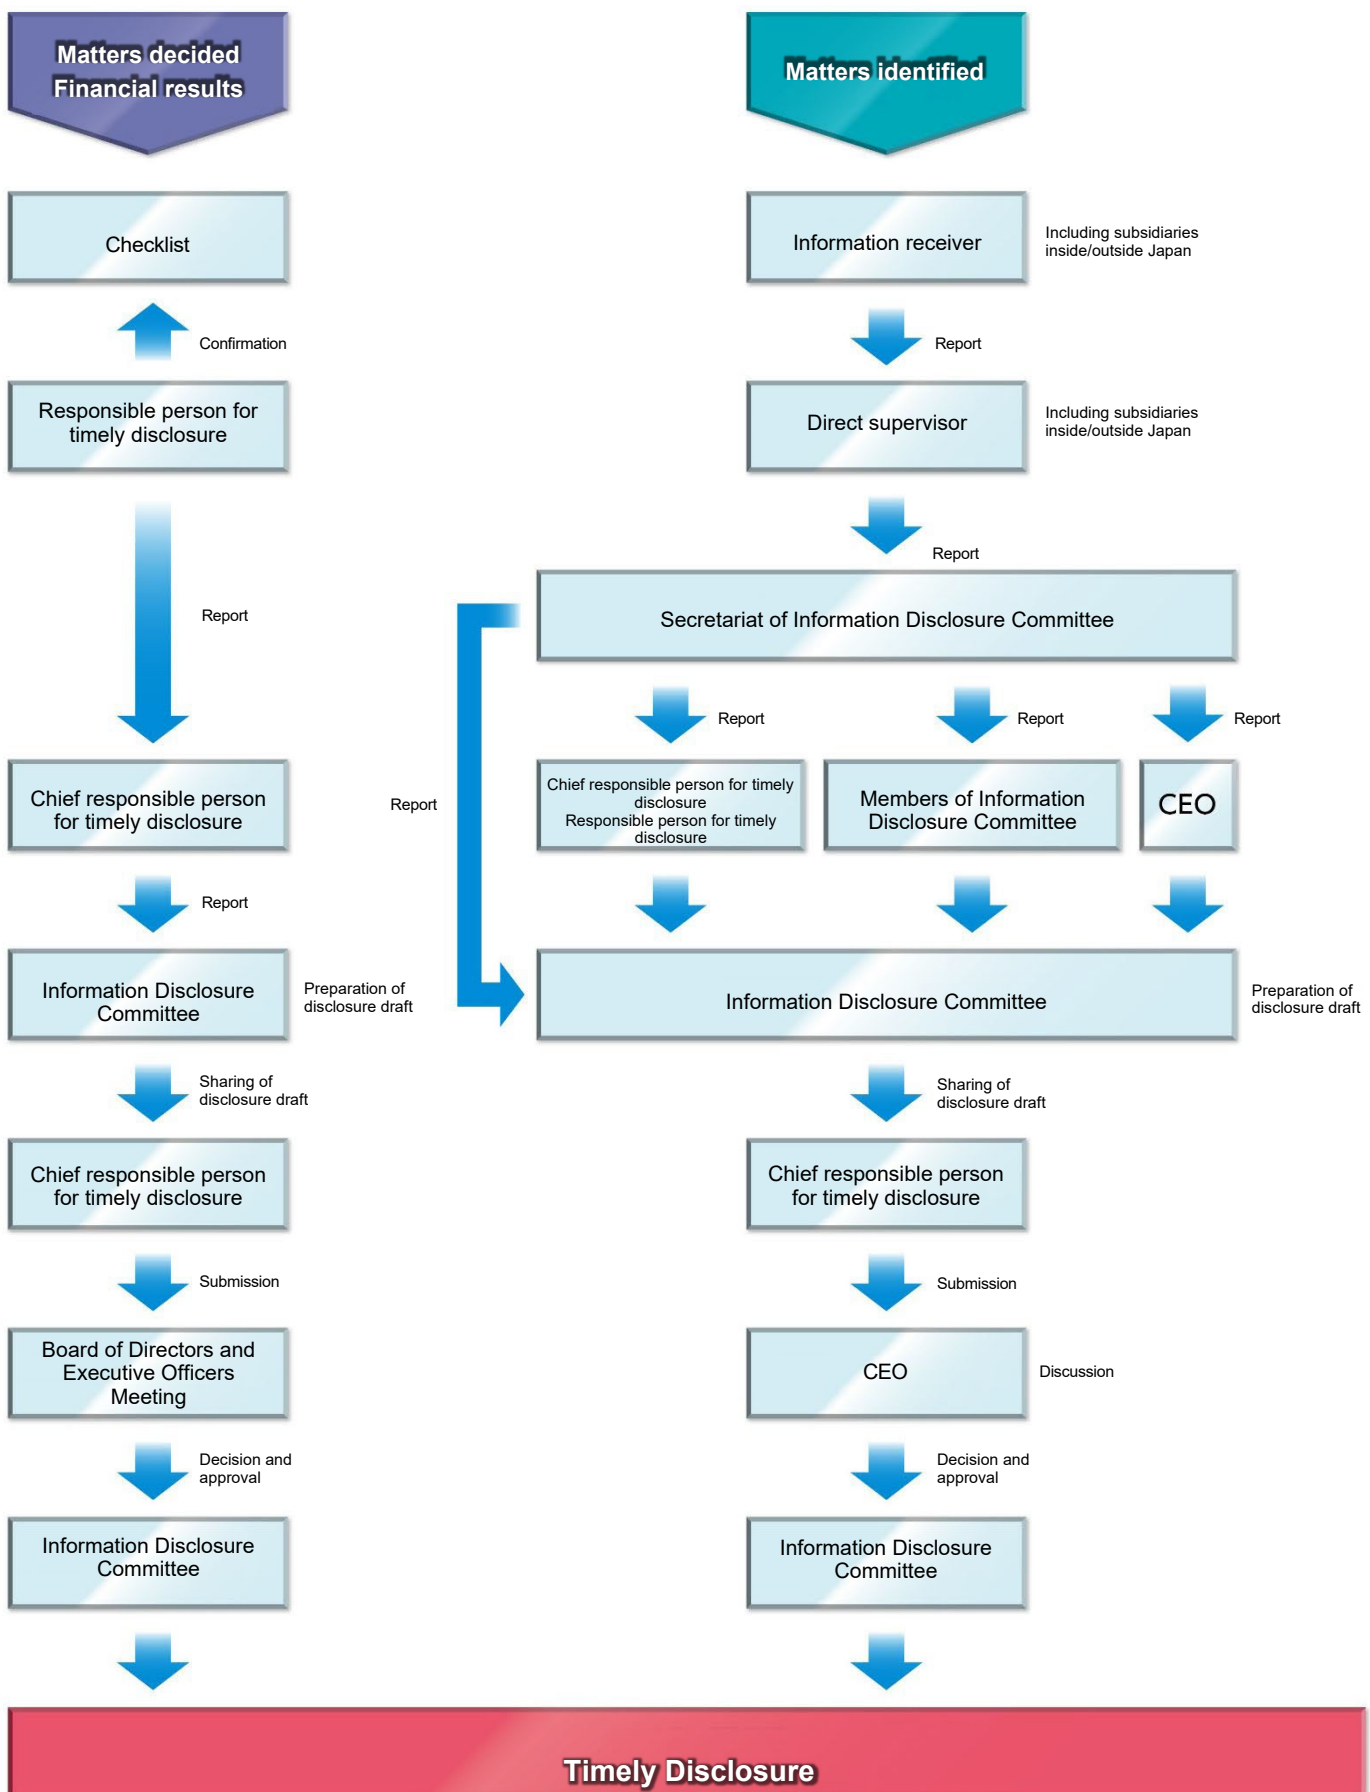 Matters decided
Financial results
Matters identified
Checklist
Information receiver
Including subsidiaries
inside/outside Japan
Confirmation
Report
Responsible person for
timely disclosure
Direct supervisor
Including subsidiaries
inside/outside Japan
Report
Report
Secretariat of Information Disclosure Committee
Report
Report
Report
Chief responsible person
for timely disclosure
Report
Chief responsible person for timely
disclosure
Responsible person for timely
disclosure
Members of Information
Disclosure Committee
CEO
Report
Information Disclosure
Committee
Preparation of
disclosure draft
Information Disclosure Committee
Preparation of
disclosure draft
Sharing of
disclosure draft
Sharing of
disclosure draft
Chief responsible person
for timely disclosure
Chief responsible person
for timely disclosure
Submission
Submission
Board of Directors and
Executive Officers
Meeting
CEO
Discussion
Decision and
approval
Decision and
approval
Information Disclosure
Committee
Information Disclosure
Committee
Timely Disclosure